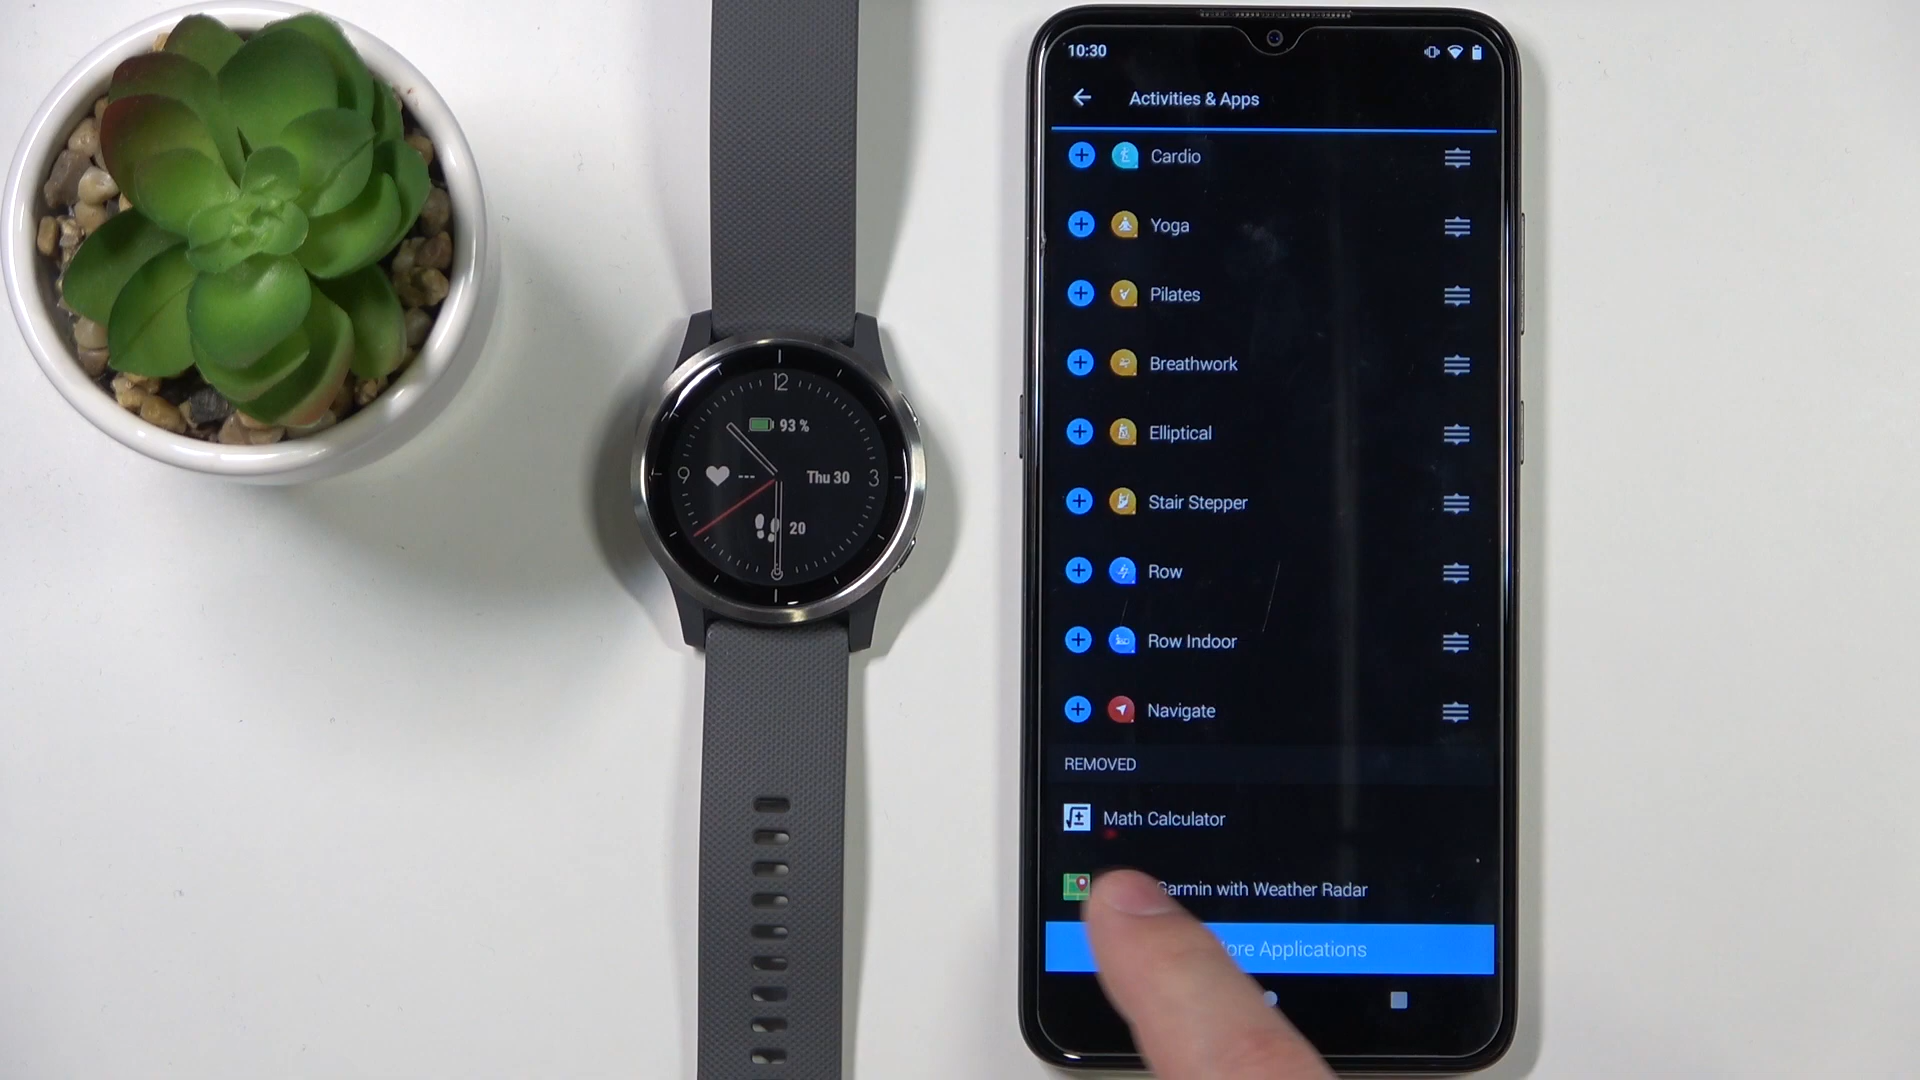 12
93 %
9
---
Thu 30
3
20
10:30
Activities & Apps
Cardio
Yoga
Pilates
Breathwork
Elliptical
Stair Stepper
Row
Row Indoor
Navigate
REMOVED
Math Calculator
Garmin with Weather Radar
Applications